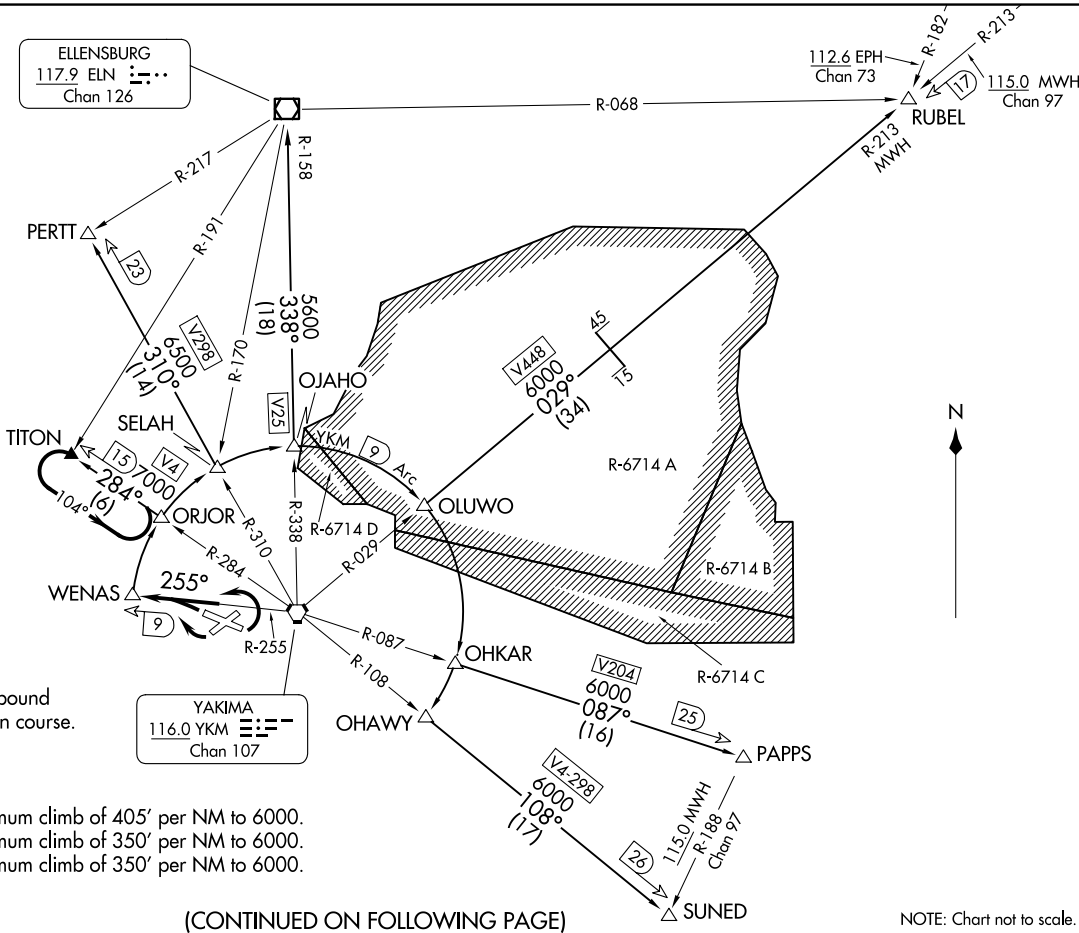 ELLENSBURG
117.9 ELN
Chan 126
112.6 EPH
Chan 73
R-182
R-213
17
115.0 MWH
Chan 97
RUBEL
R-068
R-213
MWH
R-217
R-158
R-191
R-170
PERTT
23
V298
6500
310°
(14)
5600
338°
(18)
V25
OJAHO
SELAH
V448
6000
029°
(34)
45
15
N
TITON
15
7000
V4
284°
(6)
104°
ORJOR
YKM 9 Arc
R-6714 A
OLUWO
R-6714 D
R-310
R-338
R-029
R-284
R-6714 B
WENAS
255°
9
R-255
R-087
R-108
OHKAR
R-6714 C
V204
6000
087°
(16)
25
PAPPS
YAKIMA
116.0 YKM
Chan 107
OHAWY
V4-298
6000
108°
(17)
26
115.0 MWH
R-188
Chan 97
SUNED
ound
n course.
mum climb of 405' per NM to 6000.
mum climb of 350' per NM to 6000.
mum climb of 350' per NM to 6000.
(CONTINUED ON FOLLOWING PAGE)
NOTE: Chart not to scale.